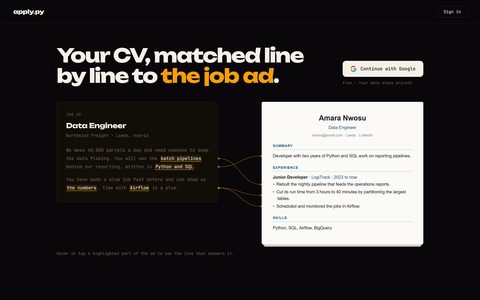 apply.py
Sign in
Your CV, matched line
by line to the job ad.
Continue with Google
Free · Your data stays private
JOB AD
Data Engineer
Northwind Freight · Leeds, hybrid
We move 40,000 parcels a day and need someone to keep
the data flowing. You will own the batch pipelines
behind our reporting, written in Python and SQL.
You have made a slow job fast before and can show us
the numbers. Time with Airflow is a plus.
Amara Nwosu
Data Engineer
amara@email.com · Leeds · LinkedIn
SUMMARY
Developer with two years of Python and SQL work on reporting pipelines.
EXPERIENCE
Junior Developer · LogiTrack · 2023 to now
• Rebuilt the nightly pipeline that feeds the operations reports.
• Cut its run time from 3 hours to 40 minutes by partitioning the largest
tables.
• Scheduled and monitored the jobs in Airflow.
SKILLS
Python, SQL, Airflow, BigQuery
Hover or tap a highlighted part of the ad to see the line that answers it.